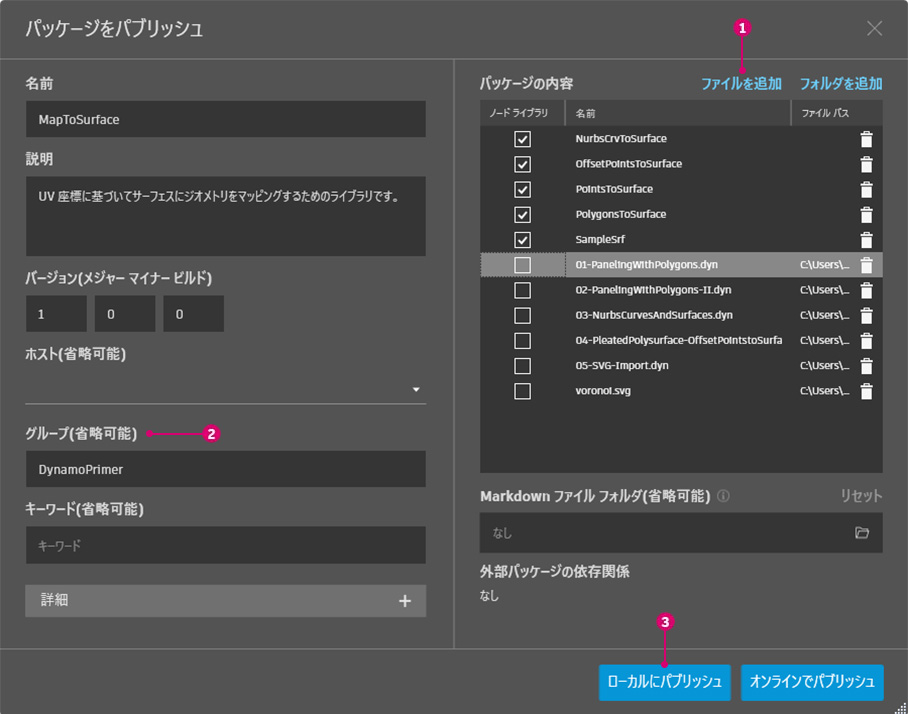 パッケージをパブリッシュ
1
名前
MapToSurface
説明
UV 座標に基づいてサーフェスにジオメトリをマッピングするためのライブラリです。
バージョン(メジャー マイナー ビルド)
1 0 0
ホスト(省略可能)
グループ(省略可能) 2
DynamoPrimer
キーワード(省略可能)
キーワード
詳細 +
パッケージの内容 ファイルを追加 フォルダを追加
ノード ライブラリ 名前 ファイル パス
NurbsCrvToSurface
OffsetPointsToSurface
PointsToSurface
PolygonsToSurface
SampleSrf
01-PanelingWithPolygons.dyn C:\Users\...
02-PanelingWithPolygons-II.dyn C:\Users\...
03-NurbsCurvesAndSurfaces.dyn C:\Users\...
04-PleatedPolysurface-OffsetPointstoSurfa C:\Users\...
05-SVG-Import.dyn C:\Users\...
voronoi.svg C:\Users\...
Markdown ファイル フォルダ(省略可能) リセット
なし
外部パッケージの依存関係
なし
3
ローカルにパブリッシュ オンラインでパブリッシュ